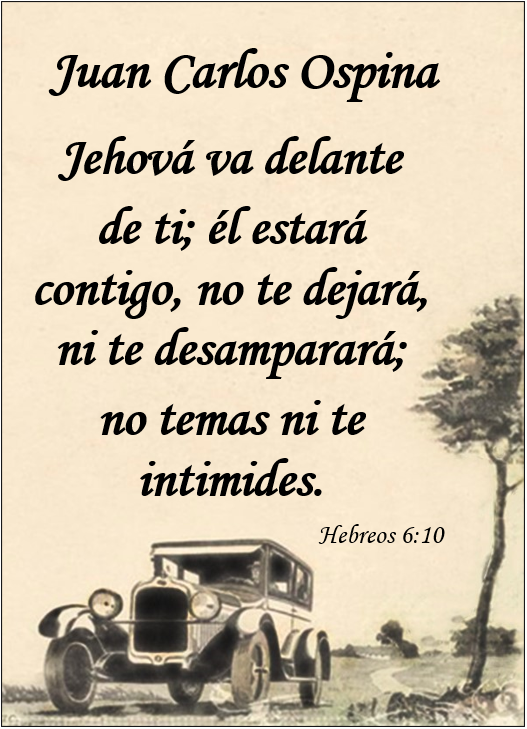 Juan Carlos Ospina
Jehová va delante
de ti; él estará
contigo, no te dejará,
ni te desamparará;
no temas ni te
intimides.
Hebreos 6:10